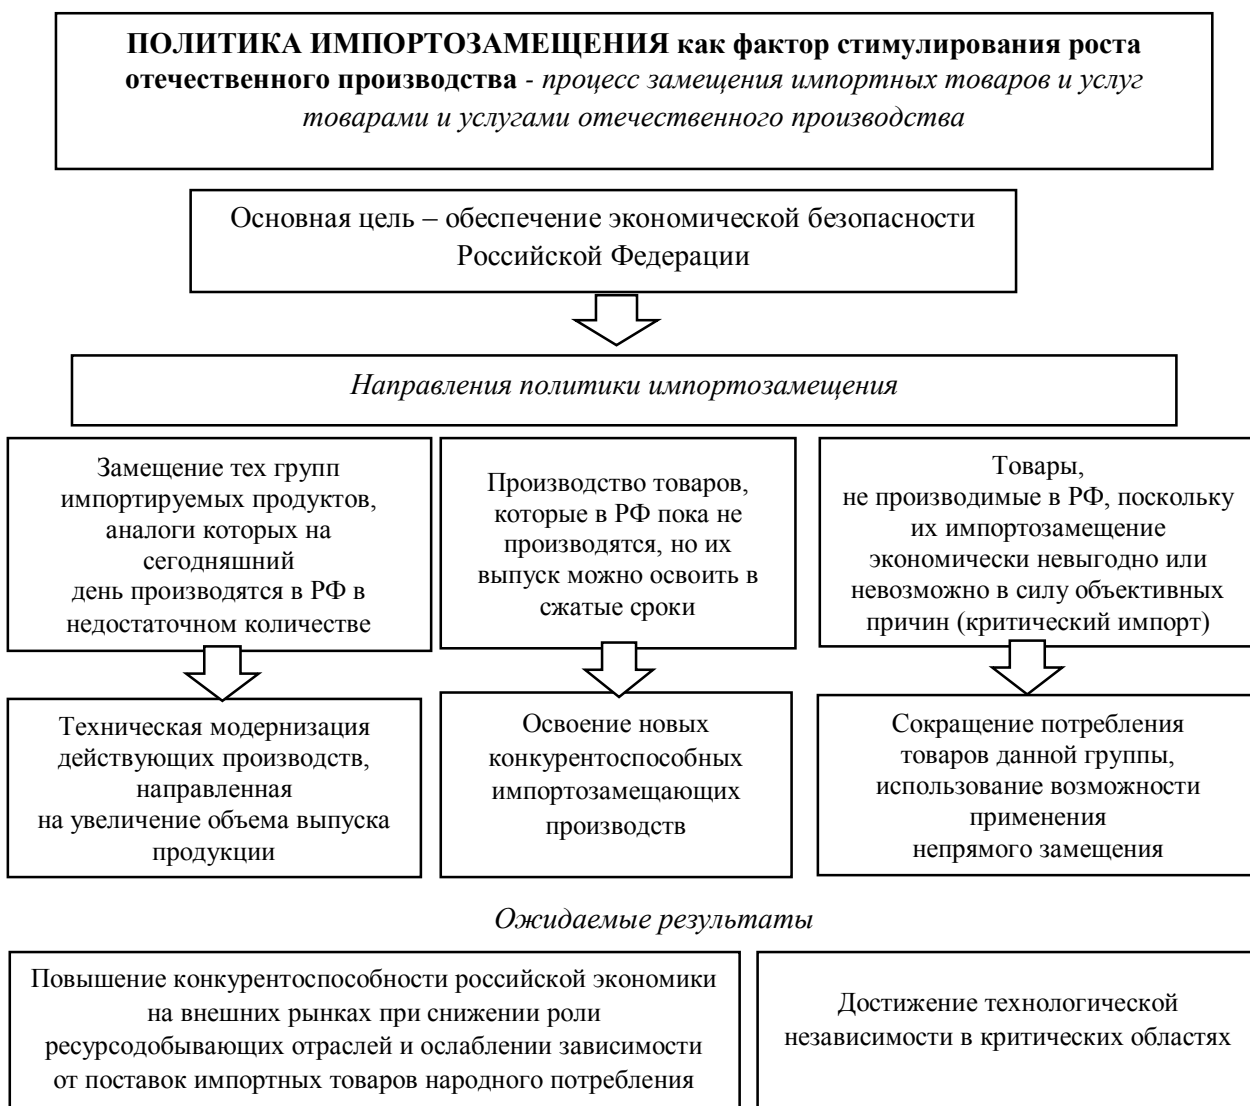 ПОЛИТИКА ИМПОРТОЗАМЕЩЕНИЯ как фактор стимулирования роста
отечественного производства - процесс замещения импортных товаров и услуг
товарами и услугами отечественного производства
Основная цель – обеспечение экономической безопасности
Российской Федерации
Направления политики импортозамещения
Замещение тех групп
импортируемых продуктов,
аналоги которых на
сегодняшний
день производятся в РФ в
недостаточном количестве
Производство товаров,
которые в РФ пока не
производятся, но их
выпуск можно освоить в
сжатые сроки
Товары,
не производимые в РФ, поскольку
их импортозамещение
экономически невыгодно или
невозможно в силу объективных
причин (критический импорт)
Техническая модернизация
действующих производств,
направленная
на увеличение объема выпуска
продукции
Освоение новых
конкурентоспособных
импортозамещающих
производств
Сокращение потребления
товаров данной группы,
использование возможности
применения
непрямого замещения
Ожидаемые результаты
Повышение конкурентоспособности российской экономики
на внешних рынках при снижении роли
ресурсодобывающих отраслей и ослаблении зависимости
от поставок импортных товаров народного потребления
Достижение технологической
независимости в критических областях